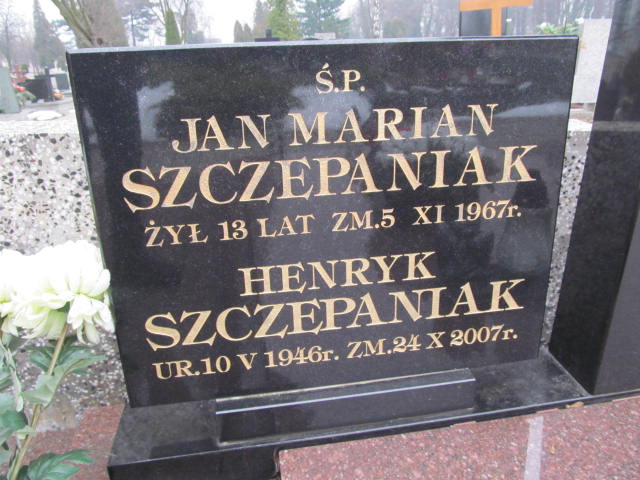 Ś.P.
JAN MARIAN
SZCZEPANIAK
ŻYŁ 13 LAT ZM.5 XI 1967r.
HENRYK
SZCZEPANIAK
UR.10 V 1946r. ZM.24 X 2007r.